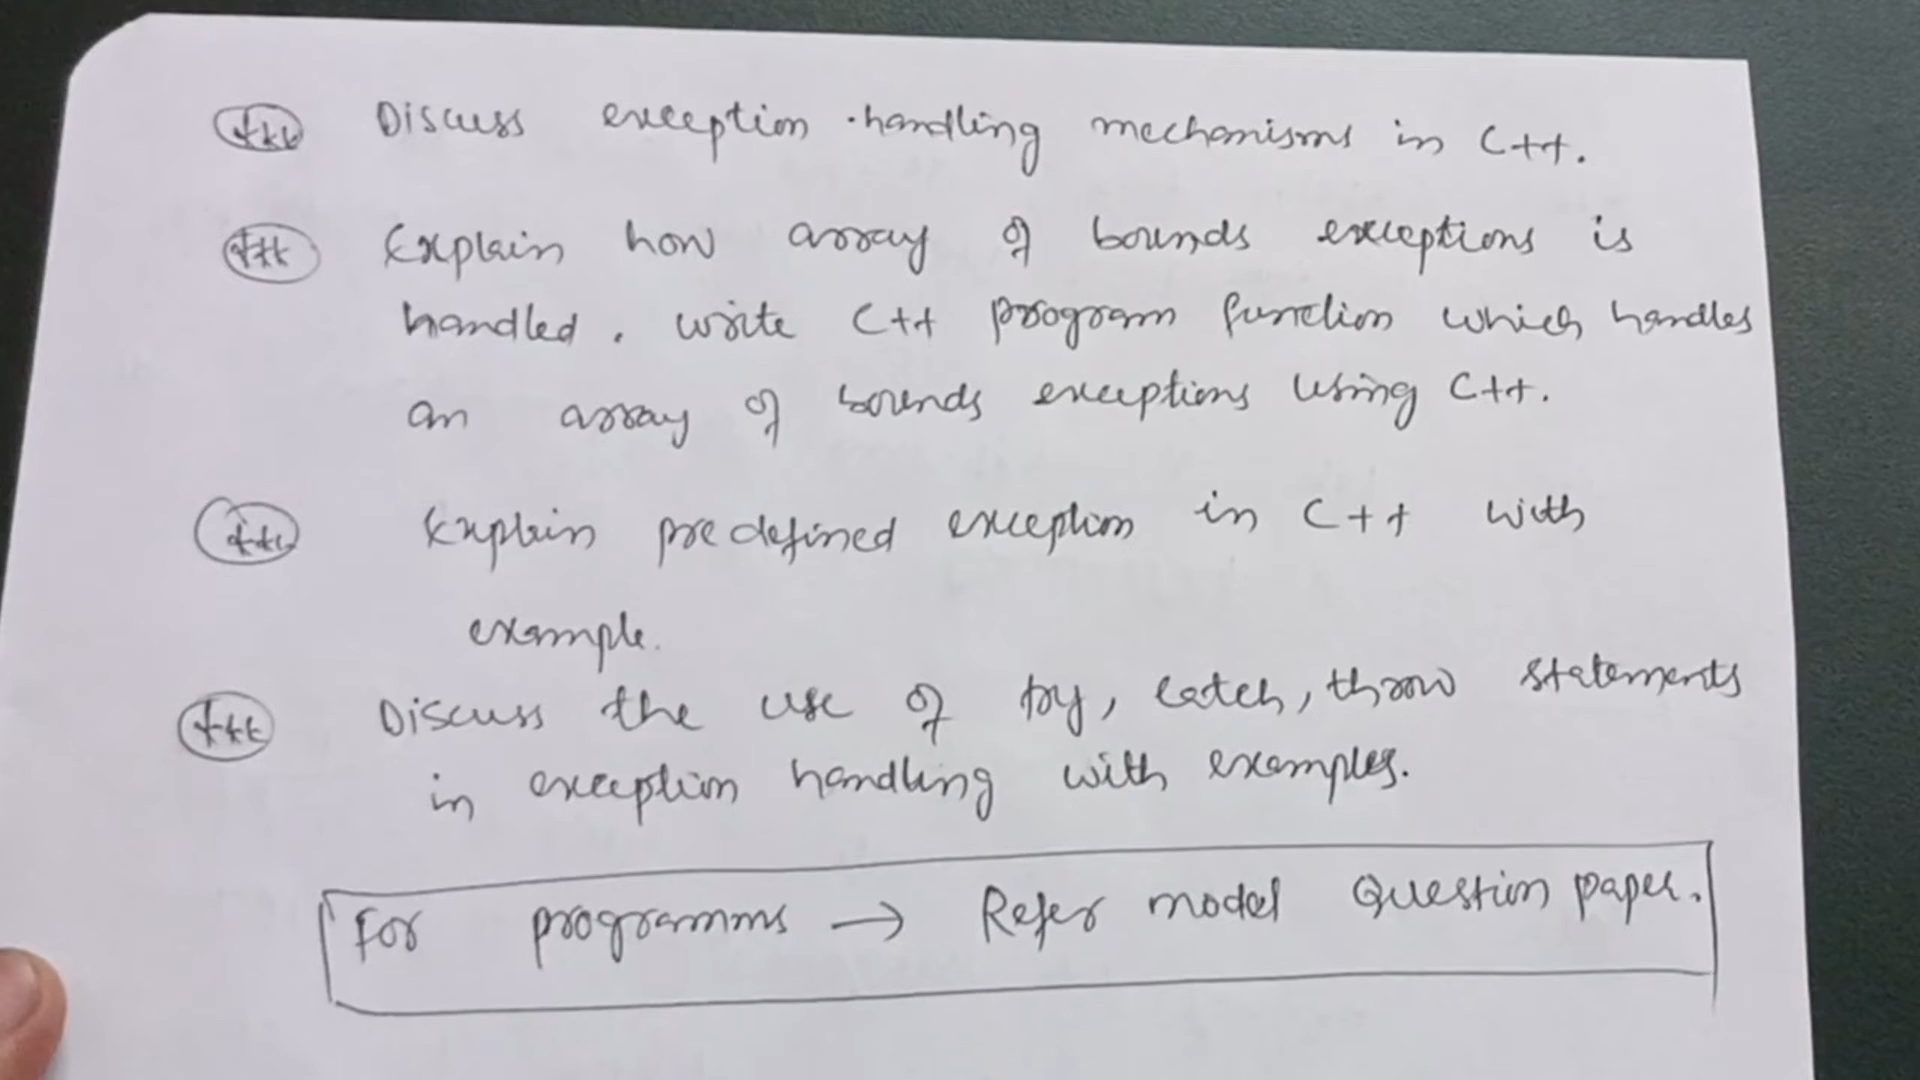 *** Discuss exception handling mechanisms in C++.
*** Explain how array of bounds exceptions is
handled. write C++ program function which handles
an array of bounds exceptions using C++.
*** Explain predefined exception in C++ with
example.
*** Discuss the use of try, catch, throw statements
in exception handling with examples.
For programms → Refer model Question paper.